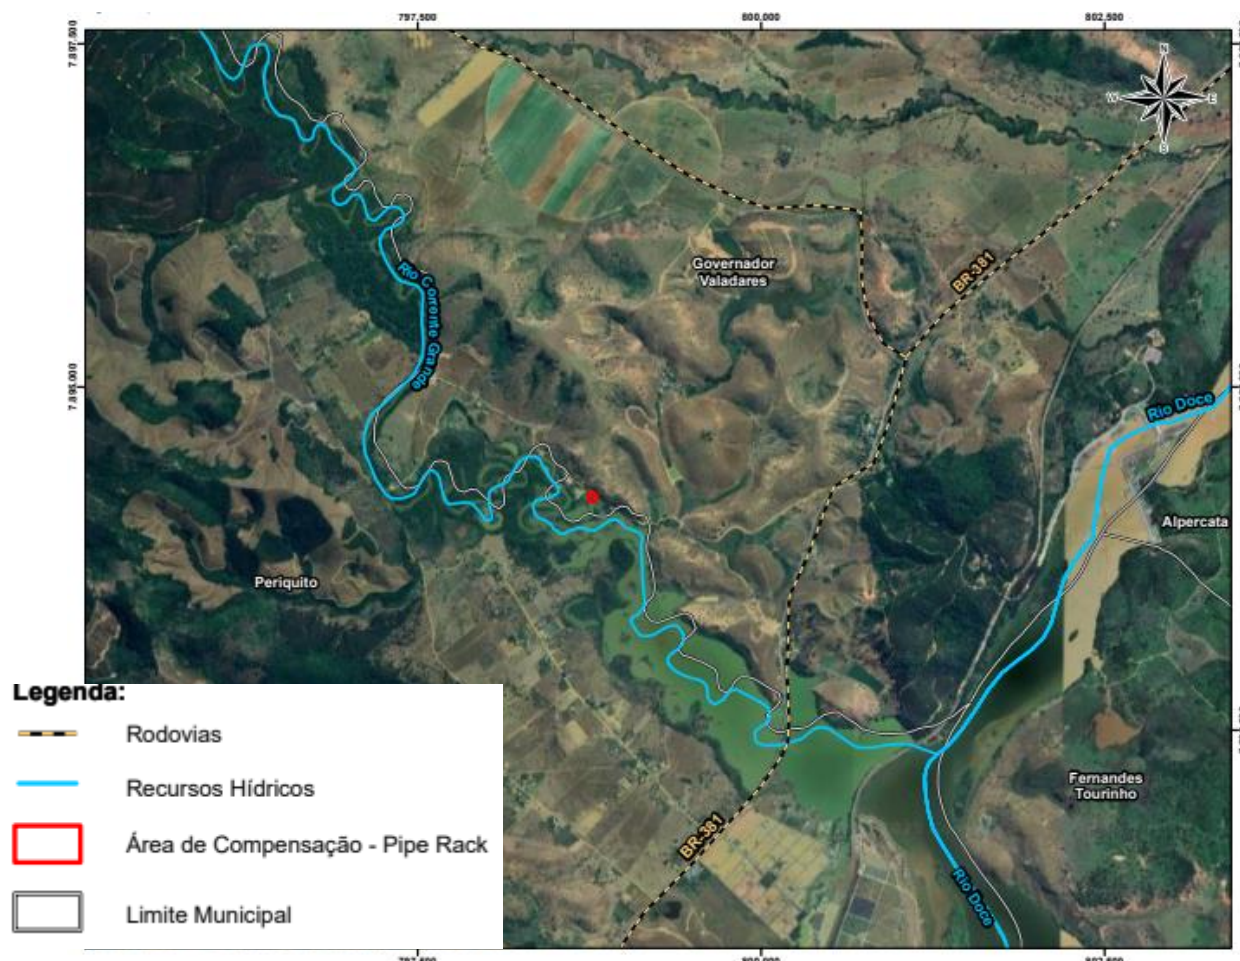 797,500
800,000
802,500
7.897.500
N
W
E
S
Governador
Valadares
BR-381
Rio Corrente Grande
7.895.000
Rio Doce
Alpercata
Periquito
Legenda:
Rodovias
Recursos Hídricos
Área de Compensação - Pipe Rack
Limite Municipal
Fernandes
Tourinho
BR-381
Rio Doce